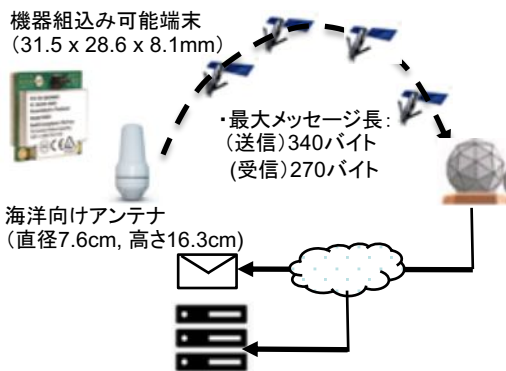 機器組込み可能端末
（31.5 x 28.6 x 8.1mm）
・最大メッセージ長：
（送信）340バイト
(受信）270バイト
海洋向けアンテナ
（直径7.6cm, 高さ16.3cm)